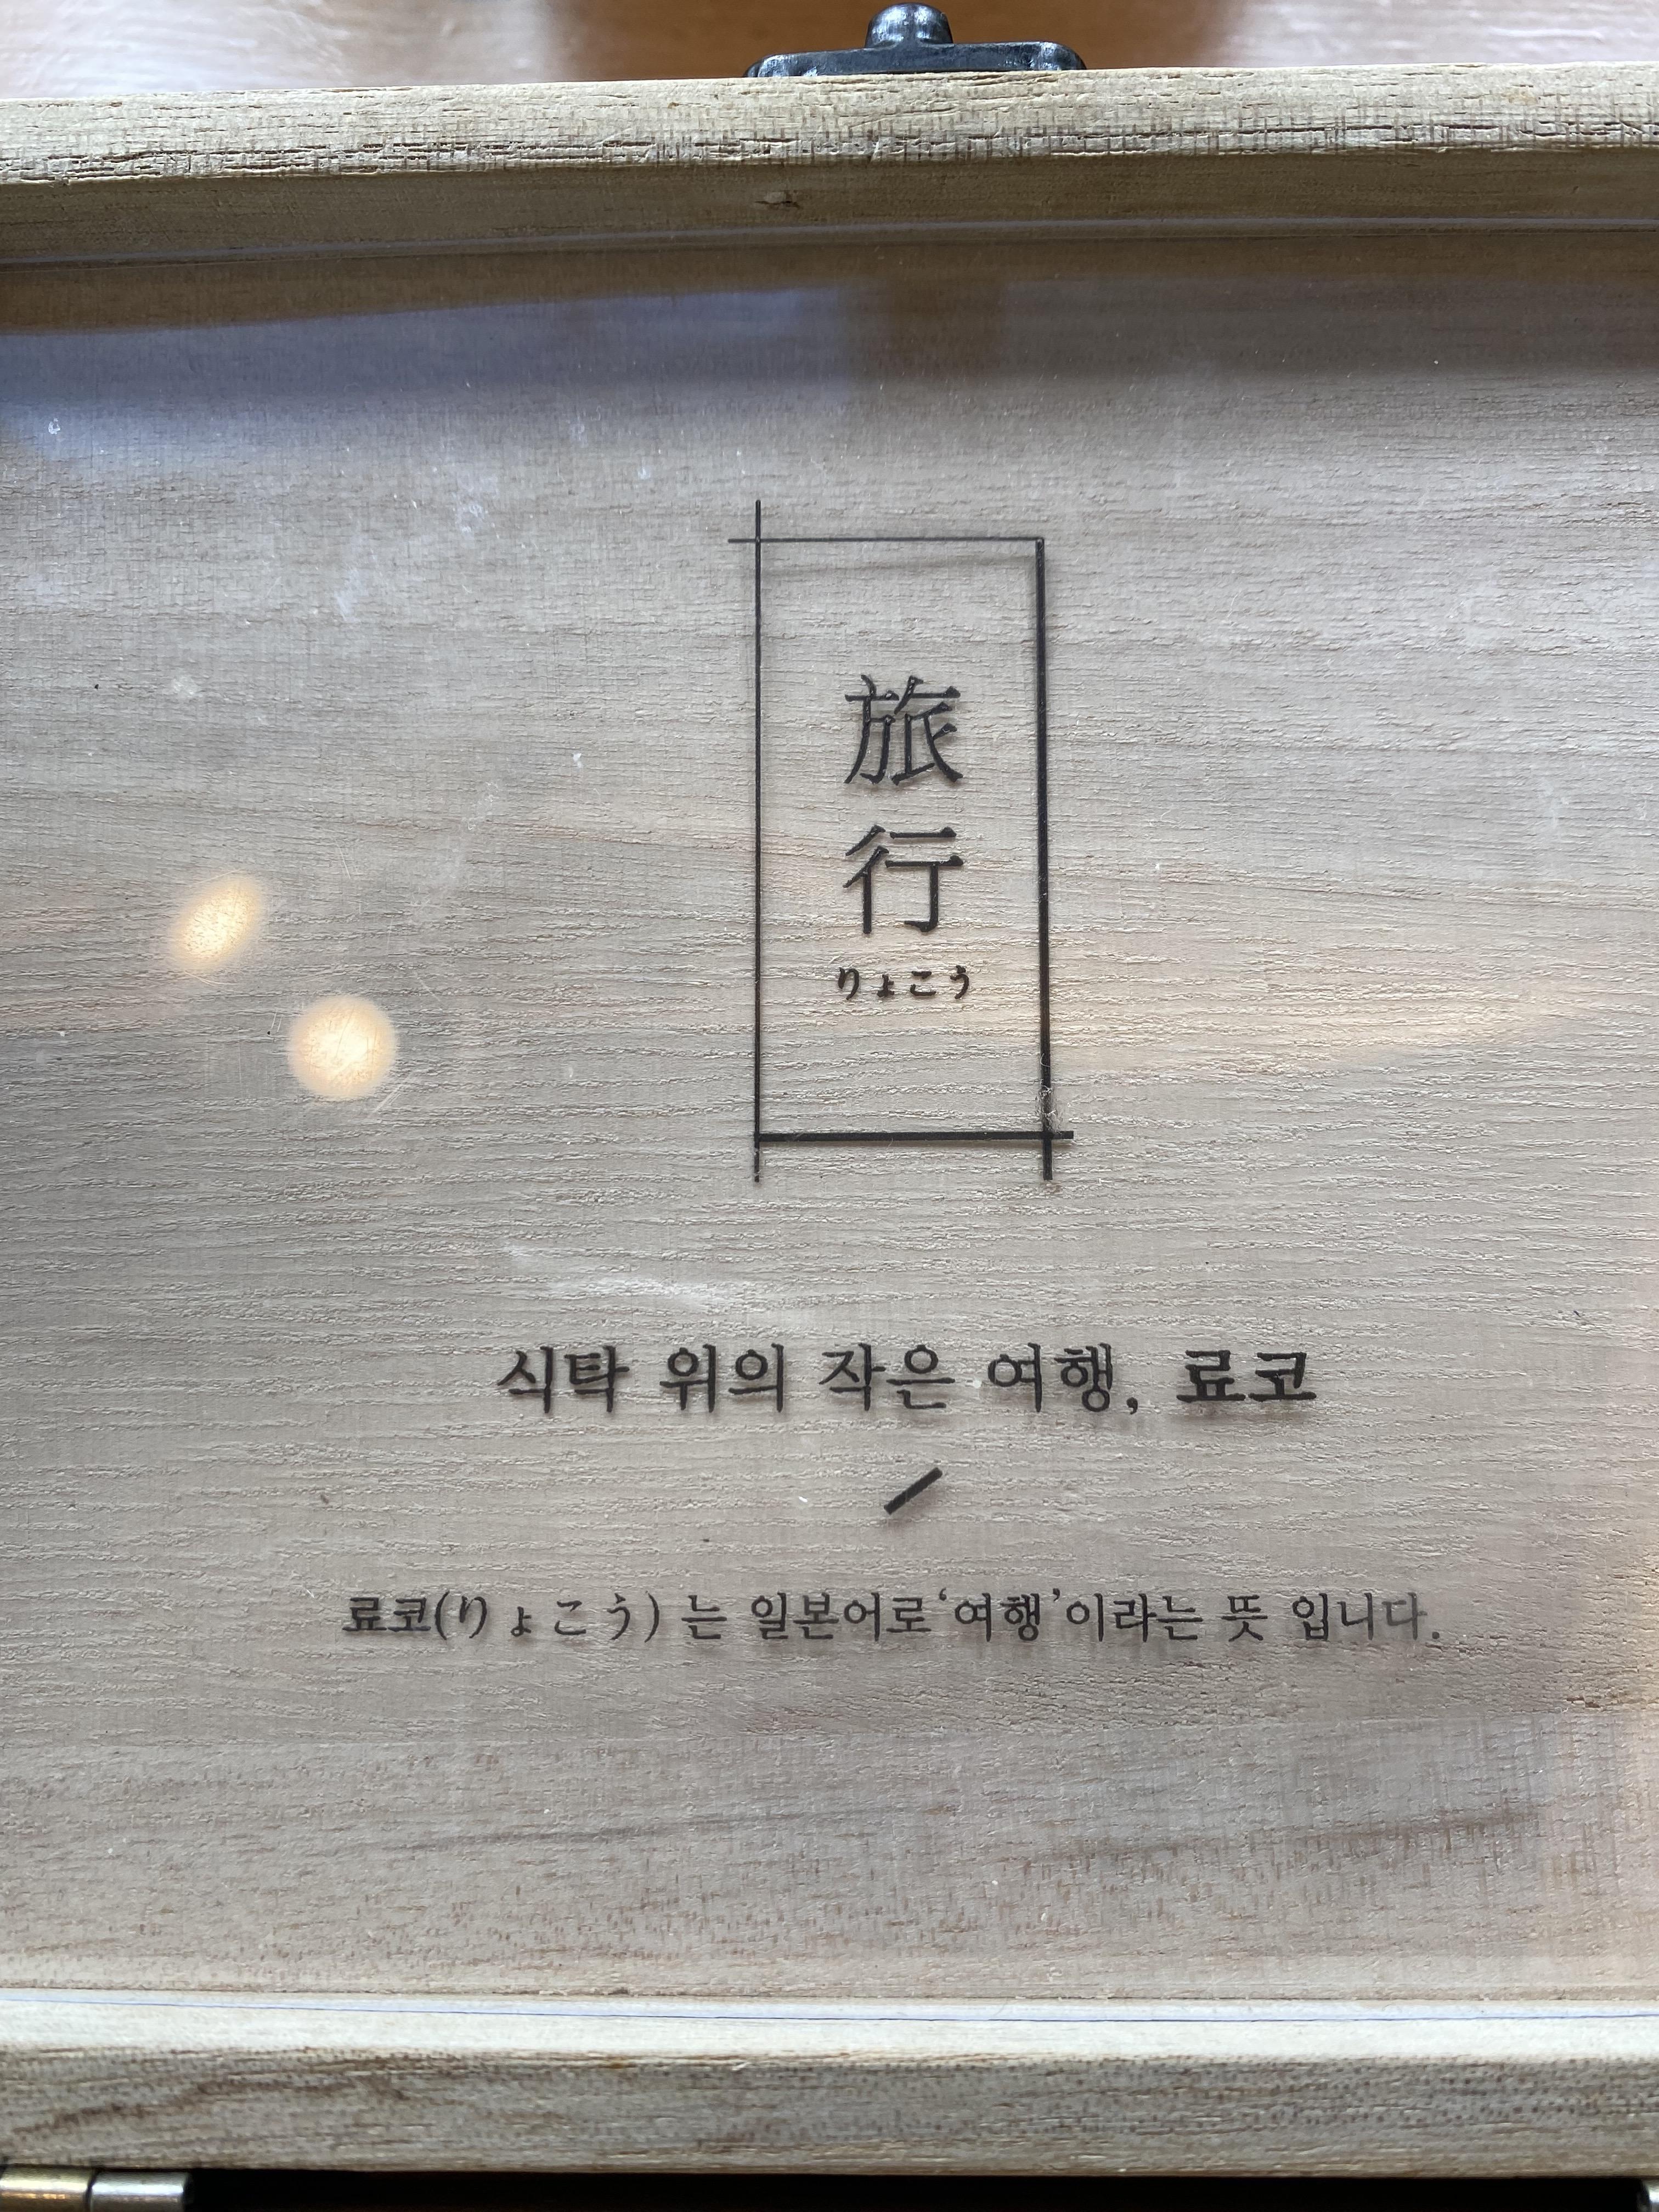 旅
行
りょこう
식탁 위의 작은 여행, 료코
료코(りょこう) 는 일본어로 ‘여행’이라는 뜻 입니다.